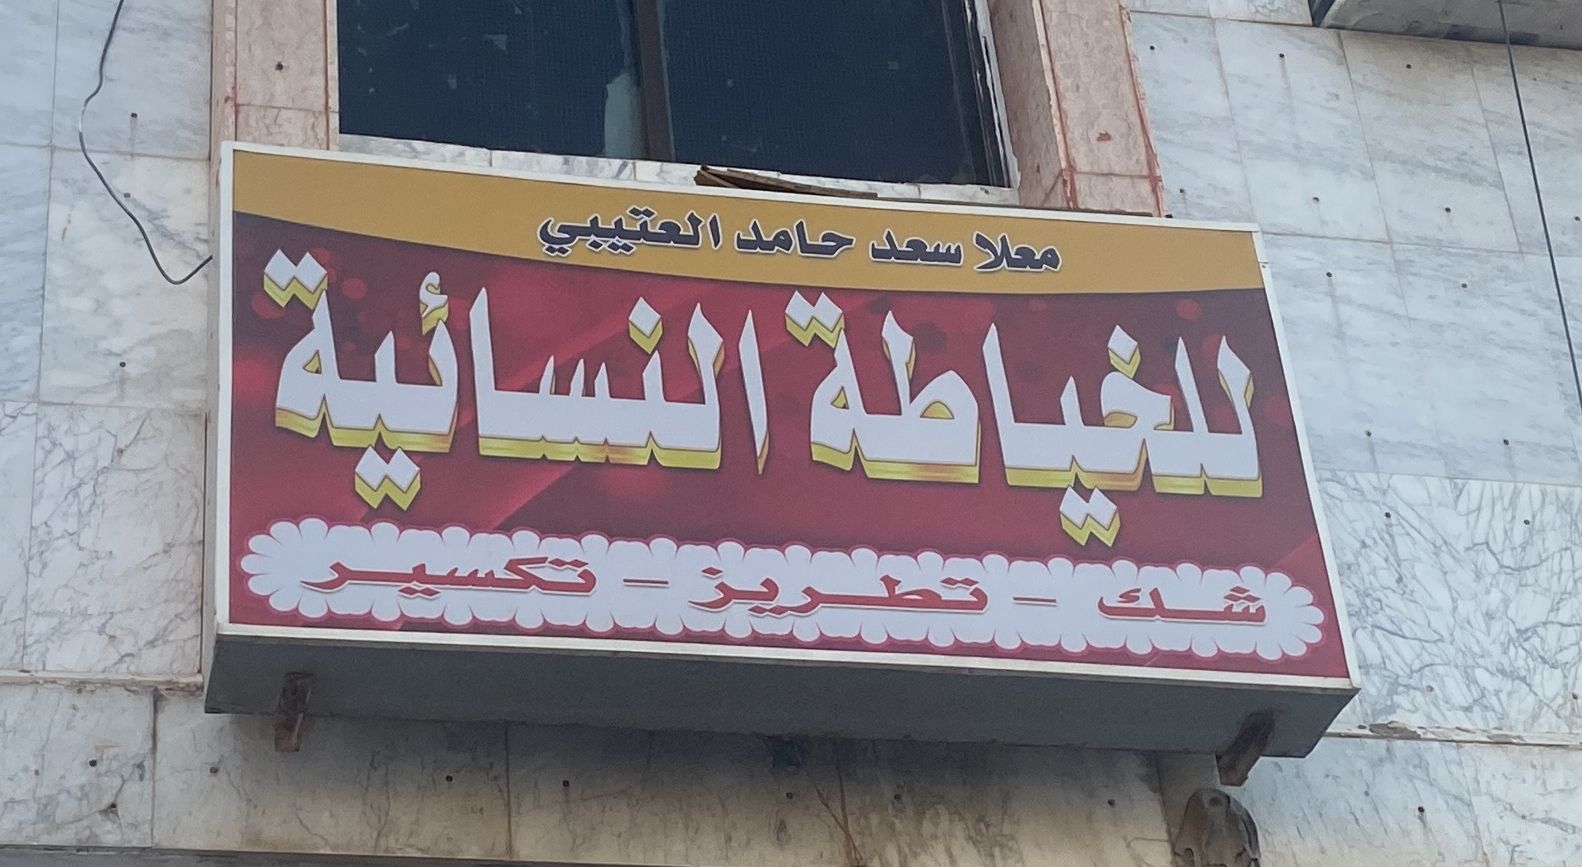 معلا سعد حامد العتيبي
للخياطة النسائية
شك - تطريز - تكسير